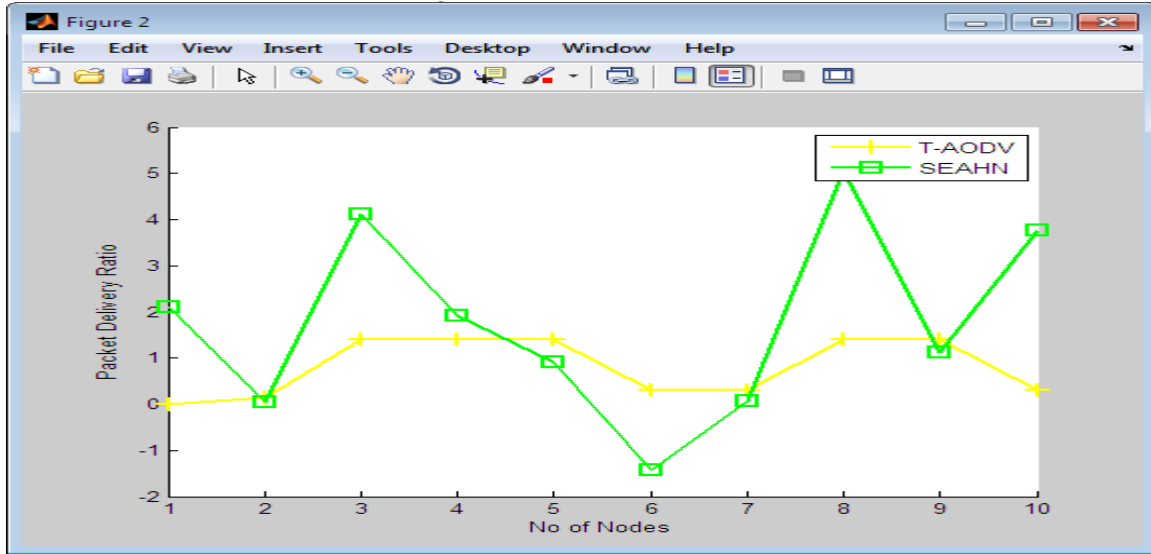 Figure 2
File Edit View Insert Tools Desktop Window Help
6
5
4
3
2
1
0
-1
-2
Packet Delivery Ratio
T-AODV
SEAHN
1 2 3 4 5 6 7 8 9 10
No of Nodes